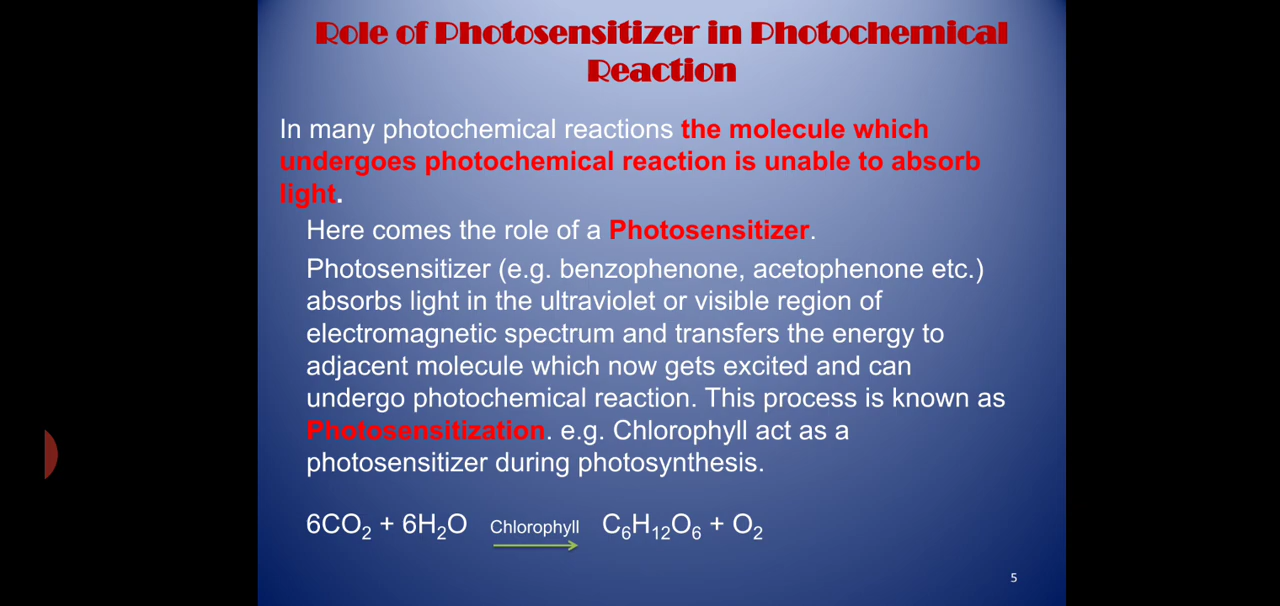 Role of Photosensitizer in Photochemical
Reaction
In many photochemical reactions the molecule which
undergoes photochemical reaction is unable to absorb
light.
Here comes the role of a Photosensitizer.
Photosensitizer (e.g. benzophenone, acetophenone etc.)
absorbs light in the ultraviolet or visible region of
electromagnetic spectrum and transfers the energy to
adjacent molecule which now gets excited and can
undergo photochemical reaction. This process is known as
Photosensitization. e.g. Chlorophyll act as a
photosensitizer during photosynthesis.
6CO₂ + 6H₂O Chlorophyll C₆H₁₂O₆ + O₂
5